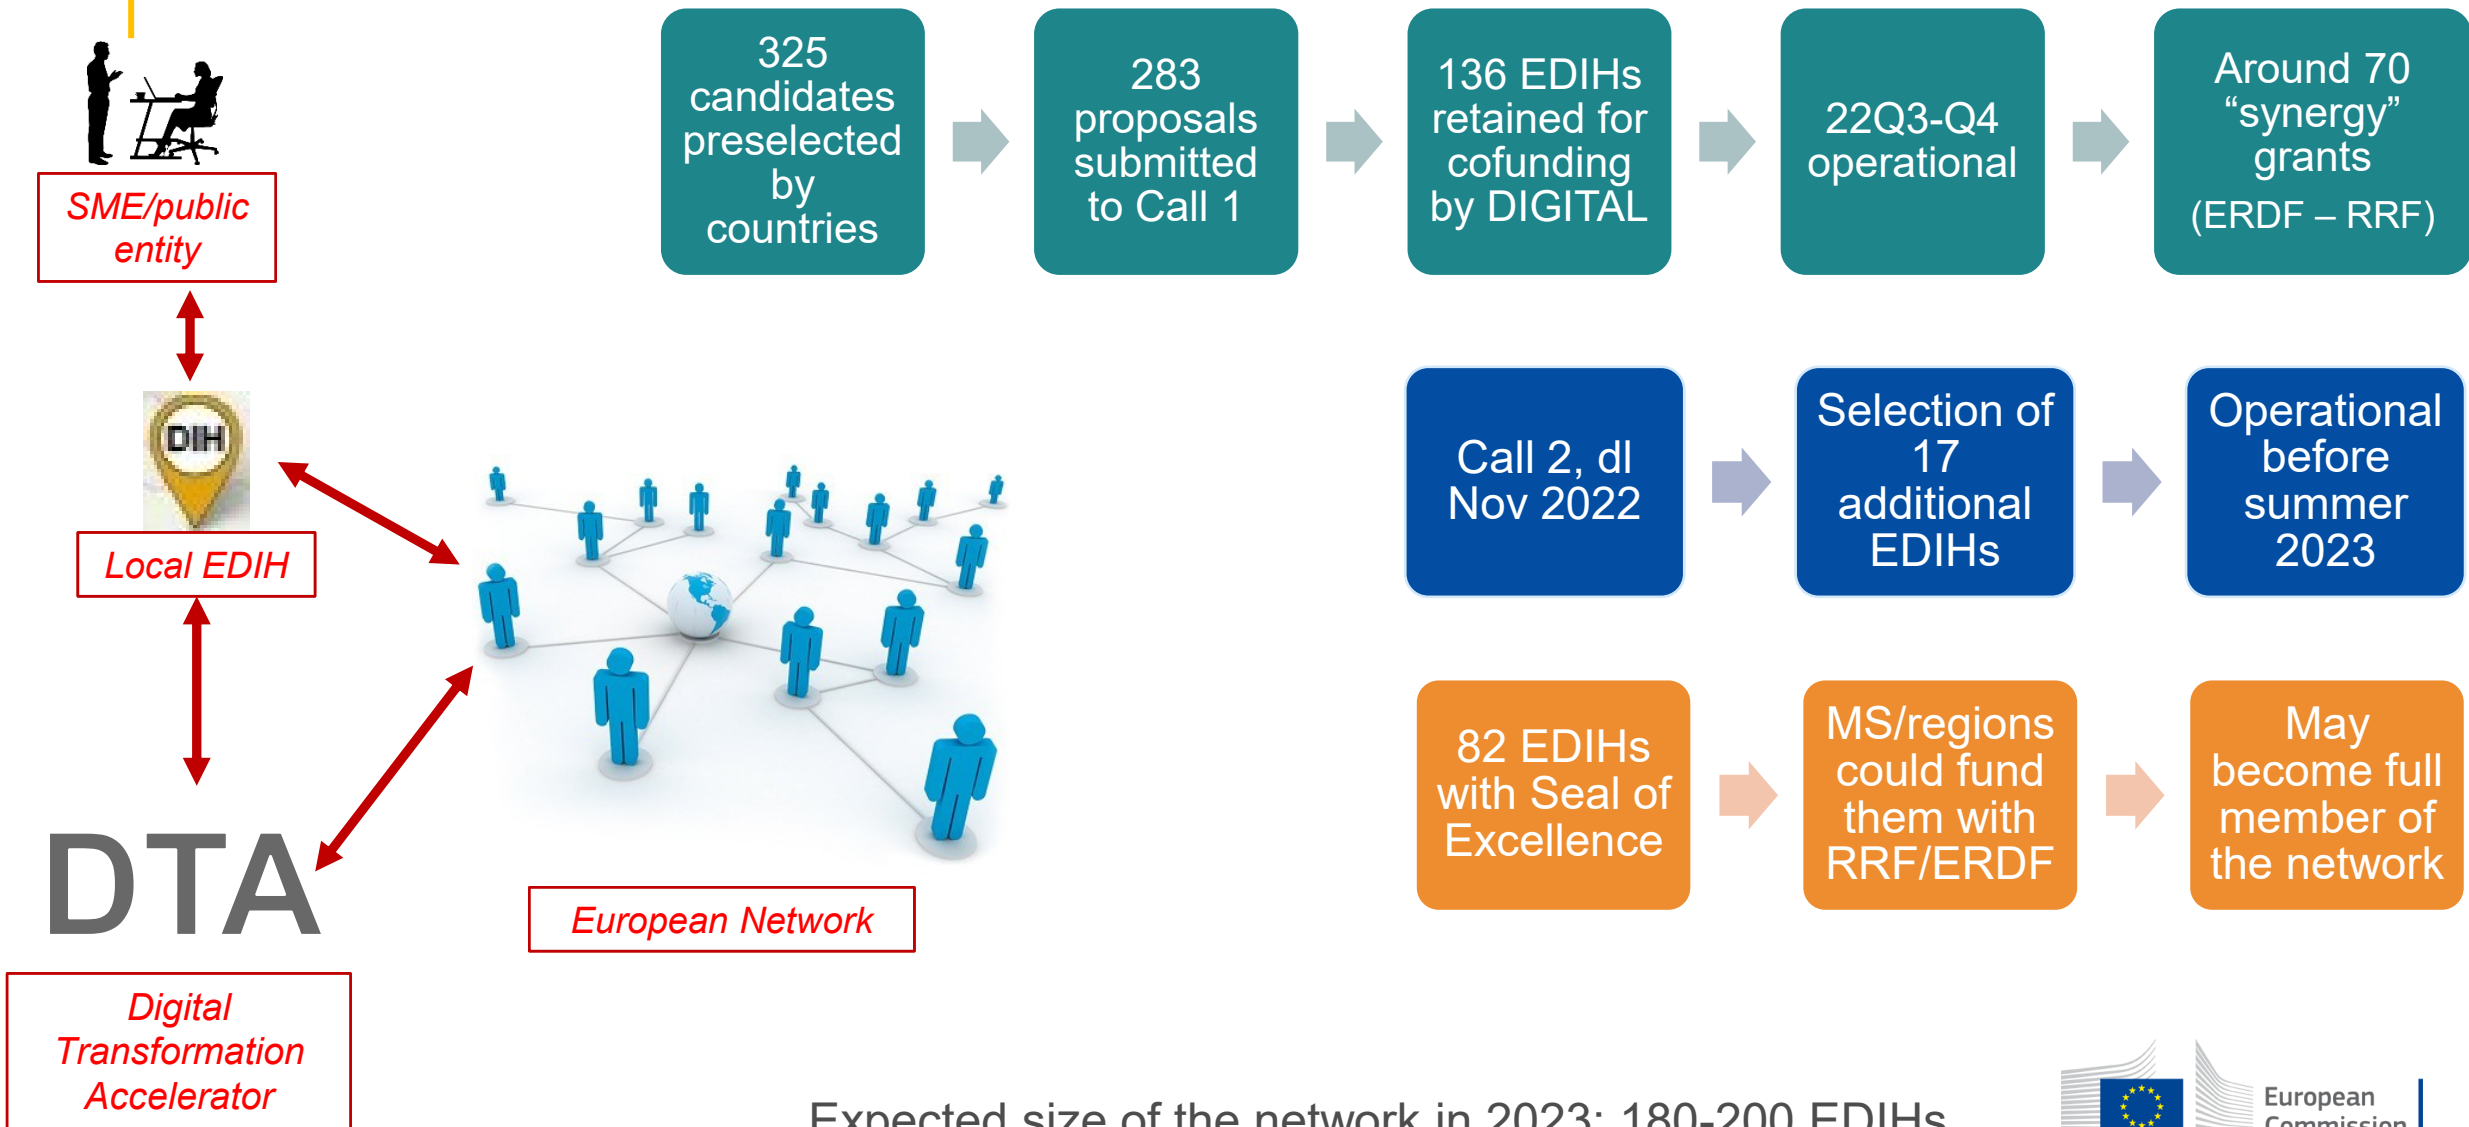 SME/public
entity
DIH
Local EDIH
DTA
Digital
Transformation
Accelerator
European Network
325
candidates
preselected
by
countries
283
proposals
submitted
to Call 1
136 EDIHs
retained for
cofunding
by DIGITAL
22Q3-Q4
operational
Around 70
“synergy”
grants
(ERDF – RRF)
Call 2, dl
Nov 2022
Selection of
17
additional
EDIHs
Operational
before
summer
2023
82 EDIHs
with Seal of
Excellence
MS/regions
could fund
them with
RRF/ERDF
May
become full
member of
the network
Expected size of the network in 2023: 180-200 EDIHs
European
Commission